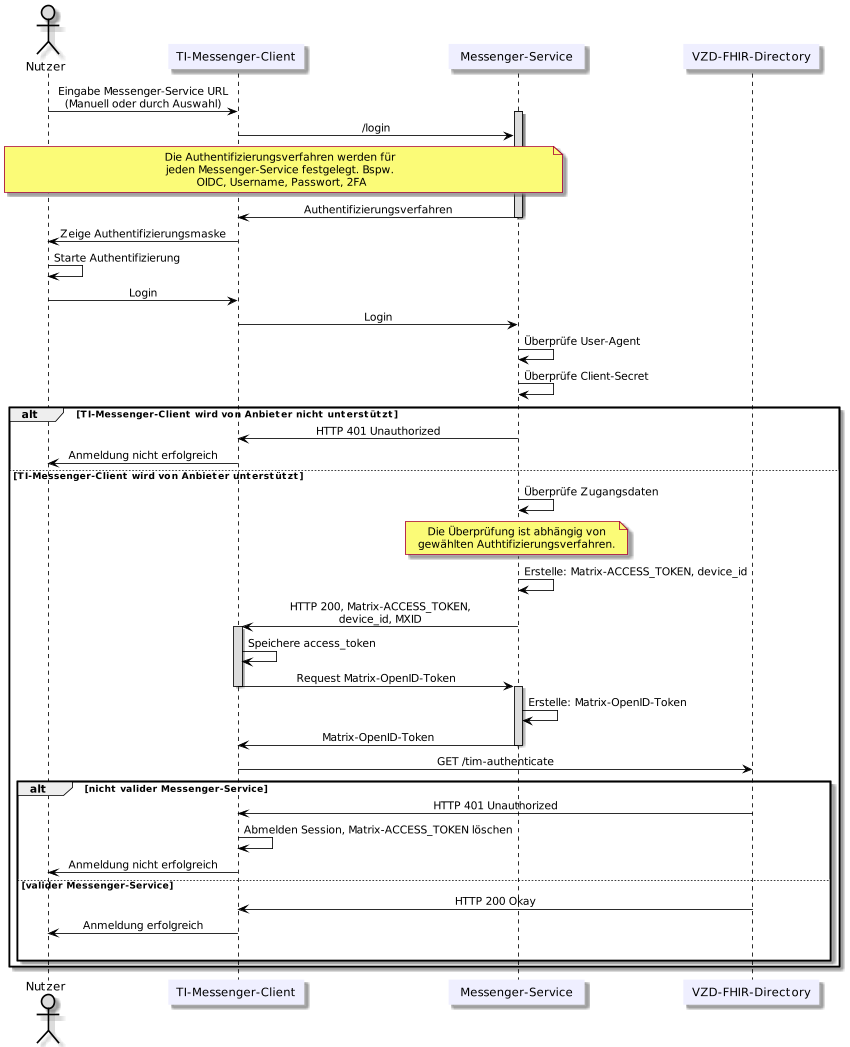 Nutzer
TI-Messenger-Client
Messenger-Service
VZD-FHIR-Directory
Eingabe Messenger-Service URL
(Manuell oder durch Auswahl)
/login
Die Authentifizierungsverfahren werden für
jeden Messenger-Service festgelegt. Bspw.
OIDC, Username, Passwort, 2FA
Authentifizierungsverfahren
Zeige Authentifizierungsmaske
Starte Authentifizierung
Login
Login
Überprüfe User-Agent
Überprüfe Client-Secret
alt
[TI-Messenger-Client wird von Anbieter nicht unterstützt]
HTTP 401 Unauthorized
Anmeldung nicht erfolgreich
[TI-Messenger-Client wird von Anbieter unterstützt]
Überprüfe Zugangsdaten
Die Überprüfung ist abhängig von
gewählten Authtifizierungsverfahren.
Erstelle: Matrix-ACCESS_TOKEN, device_id
HTTP 200, Matrix-ACCESS_TOKEN,
device_id, MXID
Speichere access_token
Request Matrix-OpenID-Token
Erstelle: Matrix-OpenID-Token
Matrix-OpenID-Token
GET /tim-authenticate
alt
[nicht valider Messenger-Service]
HTTP 401 Unauthorized
Abmelden Session, Matrix-ACCESS_TOKEN löschen
Anmeldung nicht erfolgreich
[valider Messenger-Service]
HTTP 200 Okay
Anmeldung erfolgreich
Nutzer
TI-Messenger-Client
Messenger-Service
VZD-FHIR-Directory